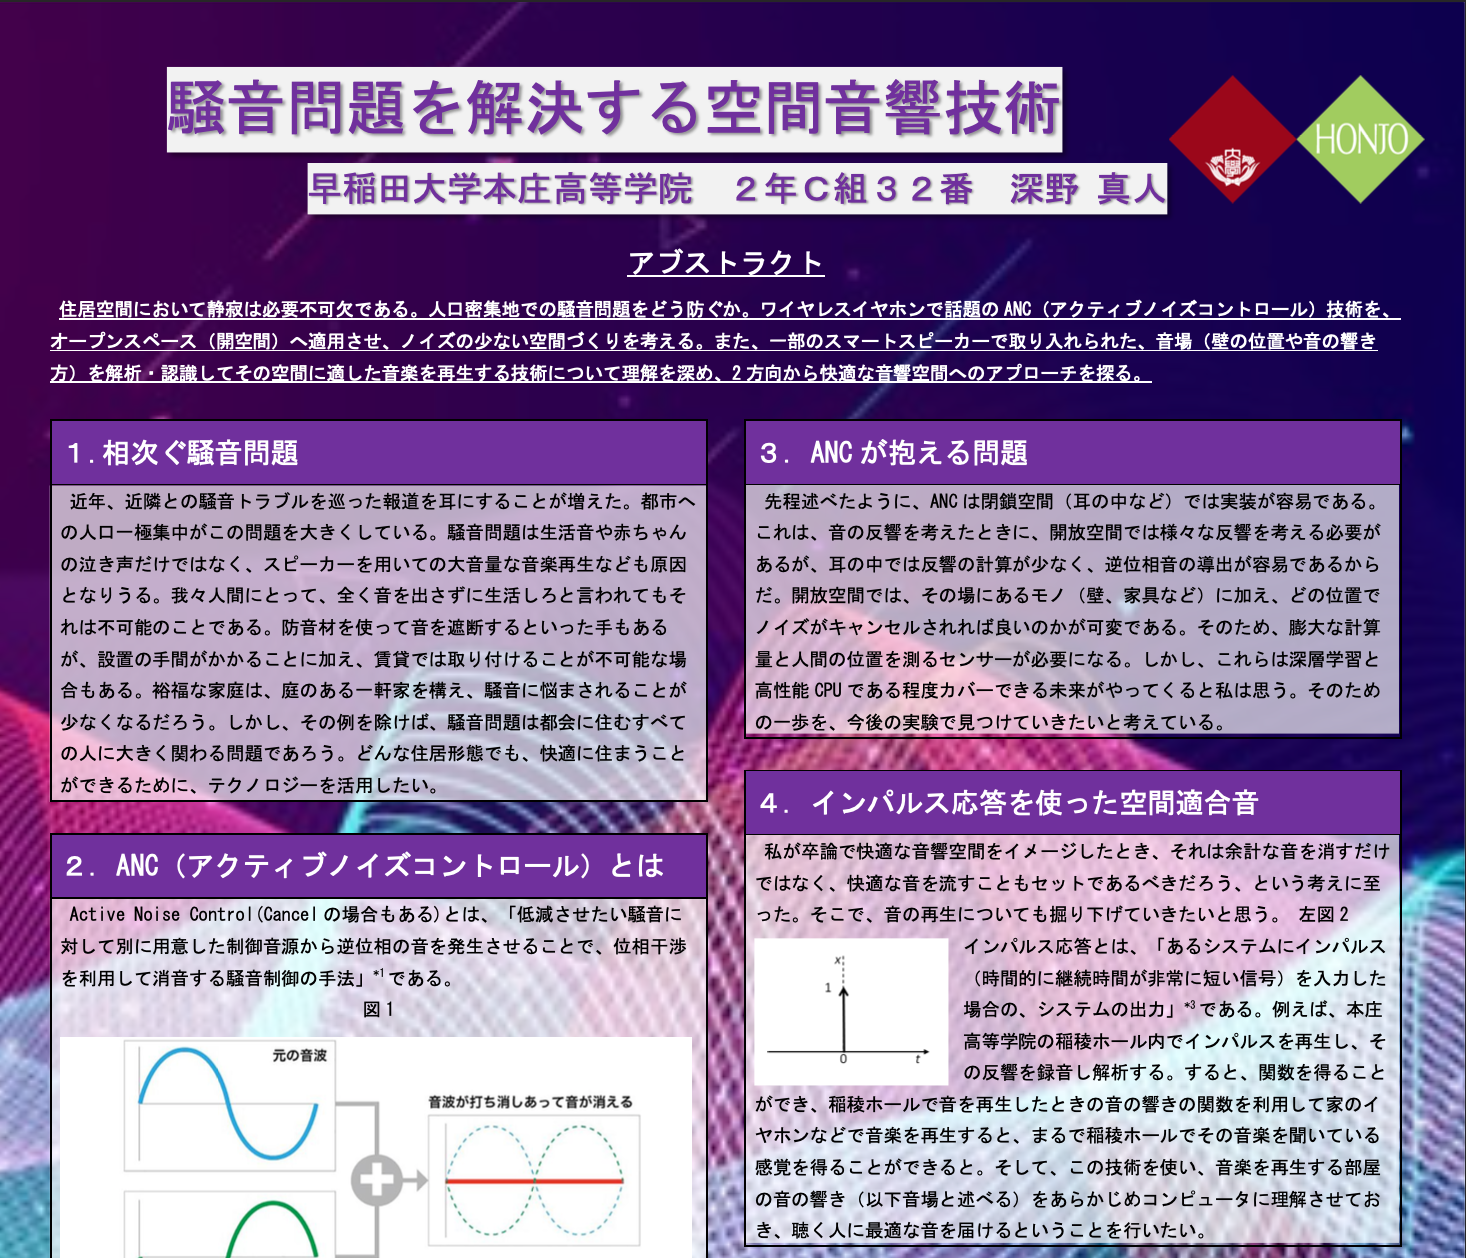 騒音問題を解決する空間音響技術
早稲田大学本庄高等学院　２年Ｃ組３２番　深野 真人
HONJO
アブストラクト
住居空間において静寂は必要不可欠である。人口密集地での騒音問題をどう防ぐか。ワイヤレスイヤホンで話題の ANC（アクティブノイズコントロール）技術を、
オープンスペース（開空間）へ適用させ、ノイズの少ない空間づくりを考える。また、一部のスマートスピーカーで取り入れられた、音場（壁の位置や音の響き
方）を解析・認識してその空間に適した音楽を再生する技術について理解を深め、2 方向から快適な音響空間へのアプローチを探る。
１．相次ぐ騒音問題
近年、近隣との騒音トラブルを巡った報道を耳にすることが増えた。都市へ
の人口一極集中がこの問題を大きくしている。騒音問題は生活音や赤ちゃん
の泣き声だけではなく、スピーカーを用いての大音量な音楽再生なども原因
となりうる。我々人間にとって、全く音を出さずに生活しろと言われてもそ
れは不可能のことである。防音材を使って音を遮断するといった手もある
が、設置の手間がかかることに加え、賃貸では取り付けることが不可能な場
合もある。裕福な家庭は、庭のある一軒家を構え、騒音に悩まされることが
少なくなるだろう。しかし、その例を除けば、騒音問題は都会に住むすべて
の人に大きく関わる問題であろう。どんな住居形態でも、快適に住まうこと
ができるために、テクノロジーを活用したい。
２．ANC（アクティブノイズコントロール）とは
Active Noise Control(Cancel の場合もある)とは、「低減させたい騒音に
対して別に用意した制御音源から逆位相の音を発生させることで、位相干渉
を利用して消音する騒音制御の手法」*1 である。
図 1
元の音波
音波が打ち消しあって音が消える
３．ANC が抱える問題
先程述べたように、ANC は閉鎖空間（耳の中など）では実装が容易である。
これは、音の反響を考えたときに、開放空間では様々な反響を考える必要が
あるが、耳の中では反響の計算が少なく、逆位相音の導出が容易であるから
だ。開放空間では、その場にあるモノ（壁、家具など）に加え、どの位置で
ノイズがキャンセルされれば良いのかが可変である。そのため、膨大な計算
量と人間の位置を測るセンサーが必要になる。しかし、これらは深層学習と
高性能 CPU である程度カバーできる未来がやってくると私は思う。そのため
の一歩を、今後の実験で見つけていきたいと考えている。
４．インパルス応答を使った空間適合音
私が卒論で快適な音響空間をイメージしたとき、それは余計な音を消すだけ
ではなく、快適な音を流すこともセットであるべきだろう、という考えに至
った。そこで、音の再生についても掘り下げていきたいと思う。 左図 2
x
1
0
t
インパルス応答とは、「あるシステムにインパルス
（時間的に継続時間が非常に短い信号）を入力した
場合の、システムの出力」*3 である。例えば、本庄
高等学院の稲稜ホール内でインパルスを再生し、そ
の反響を録音し解析する。すると、関数を得ること
ができ、稲稜ホールで音を再生したときの音の響きの関数を利用して家のイ
ヤホンなどで音楽を再生すると、まるで稲稜ホールでその音楽を聞いている
感覚を得ることができると。そして、この技術を使い、音楽を再生する部屋
の音の響き（以下音場と述べる）をあらかじめコンピュータに理解させてお
き、聴く人に最適な音を届けるということを行いたい。